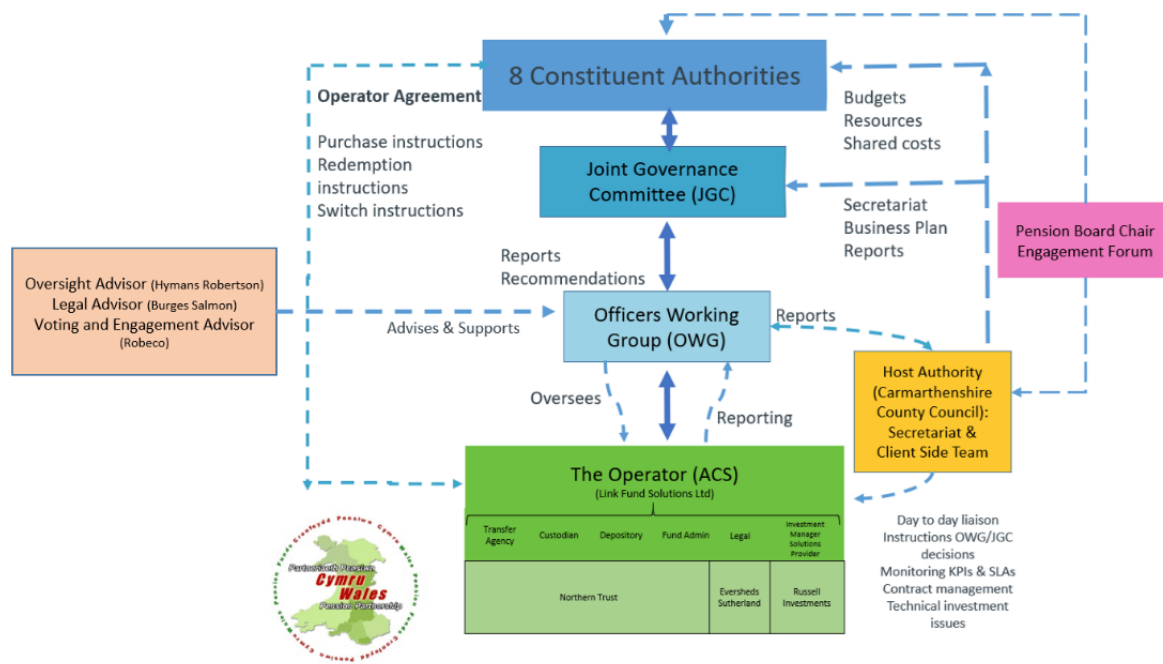 8 Constituent Authorities
Operator Agreement
Purchase instructions
Redemption
instructions
Switch instructions
Budgets
Resources
Shared costs
Joint Governance
Committee (JGC)
Secretariat
Business Plan
Reports
Pension Board Chair
Engagement Forum
Oversight Advisor (Hymans Robertson)
Legal Advisor (Burges Salmon)
Voting and Engagement Advisor
(Robeco)
Reports
Recommendations
Advises & Supports
Officers Working
Group (OWG)
Reports
Host Authority
(Carmarthenshire
County Council):
Secretariat &
Client Side Team
Oversees
Reporting
The Operator (ACS)
(Link Fund Solutions Ltd)
Transfer
Agency
Custodian
Depository
Fund Admin
Legal
Investment
Manager
Solutions
Provider
Northern Trust
Eversheds
Sutherland
Russell
Investments
Day to day liaison
Instructions OWG/JGC
decisions
Monitoring KPIs & SLAs
Contract management
Technical investment
issues
Partneriaeth Pensiwn
Cymru
Wales
Pension Partnership